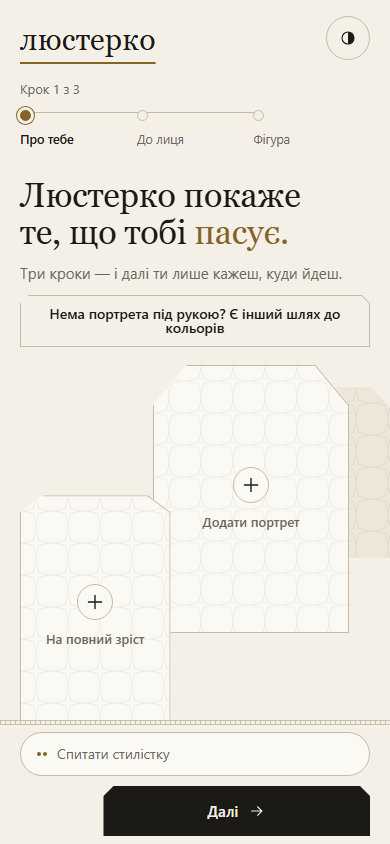 люстерко
Крок 1 з 3
Про тебе
До лиця
Фігура
Люстерко покаже
те, що тобі пасує.
Три кроки — і далі ти лише кажеш, куди йдеш.
Нема портрета під рукою? Є інший шлях до
кольорів
Додати портрет
На повний зріст
Спитати стилістку
Далі →